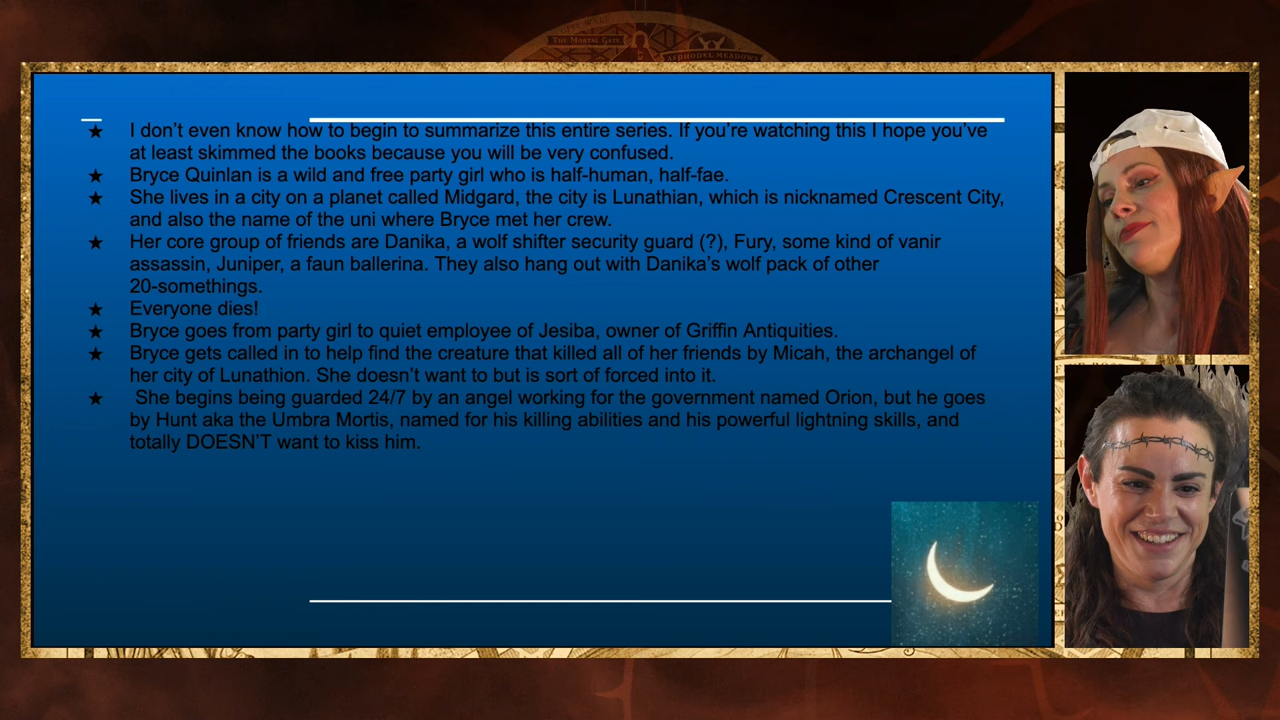 THE MORTAL GATE
ASPHODEL MEADOWS
★ I don't even know how to begin to summarize this entire series. If you're watching this I hope you've
at least skimmed the books because you will be very confused.
★ Bryce Quinlan is a wild and free party girl who is half-human, half-fae.
★ She lives in a city on a planet called Midgard, the city is Lunathian, which is nicknamed Crescent City,
and also the name of the uni where Bryce met her crew.
★ Her core group of friends are Danika, a wolf shifter security guard (?), Fury, some kind of vanir
assassin, Juniper, a faun ballerina. They also hang out with Danika's wolf pack of other
20-somethings.
★ Everyone dies!
★ Bryce goes from party girl to quiet employee of Jesiba, owner of Griffin Antiquities.
★ Bryce gets called in to help find the creature that killed all of her friends by Micah, the archangel of
her city of Lunathion. She doesn't want to but is sort of forced into it.
★ She begins being guarded 24/7 by an angel working for the government named Orion, but he goes
by Hunt aka the Umbra Mortis, named for his killing abilities and his powerful lightning skills, and
totally DOESN'T want to kiss him.